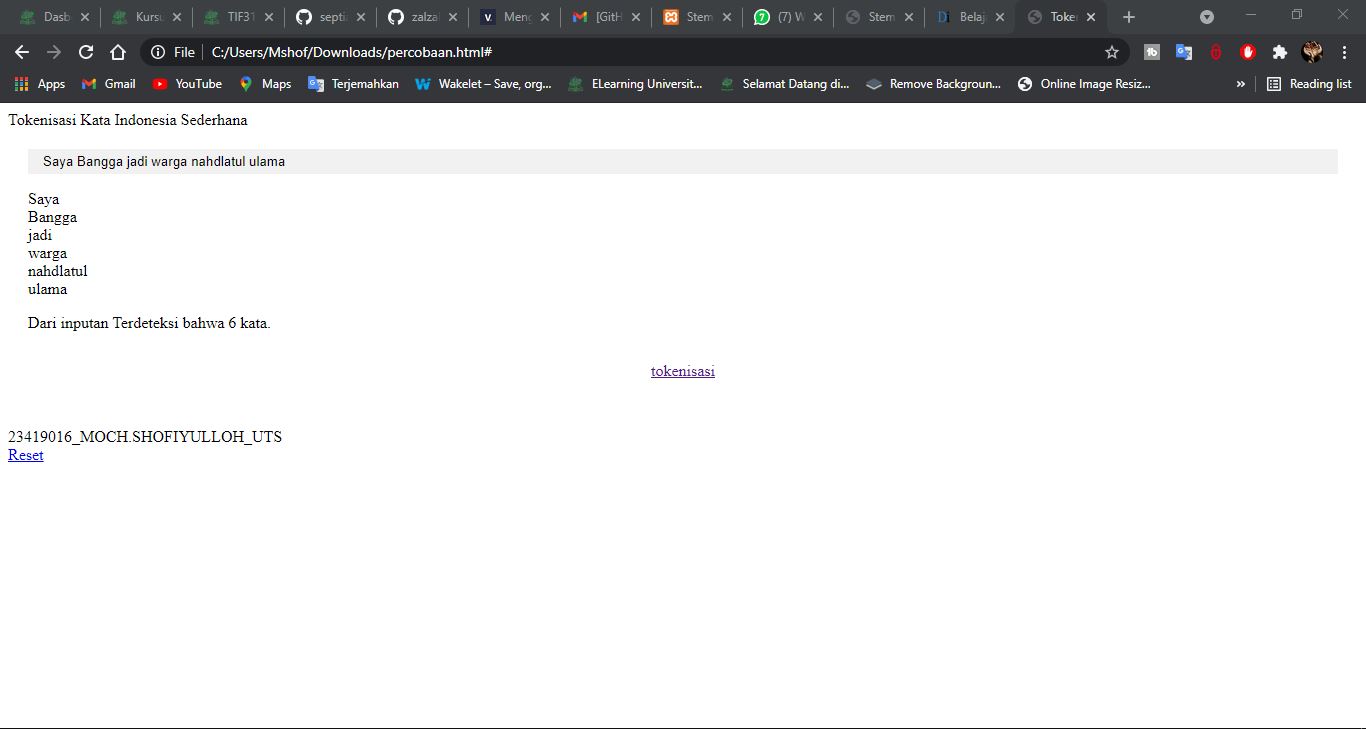 Dasb Kursu TIF31 septi zalza Meng [GitH Stem (7) W Stem Belaj Toke
File C:/Users/Mshof/Downloads/percobaan.html#
Apps Gmail YouTube Maps Terjemahkan Wakelet – Save, org... ELearning Universit... Selamat Datang di... Remove Backgroun... Online Image Resiz... » Reading list
Tokenisasi Kata Indonesia Sederhana
Saya Bangga jadi warga nahdlatul ulama
Saya
Bangga
jadi
warga
nahdlatul
ulama
Dari inputan Terdeteksi bahwa 6 kata.
tokenisasi
23419016_MOCH.SHOFIYULLOH_UTS
Reset